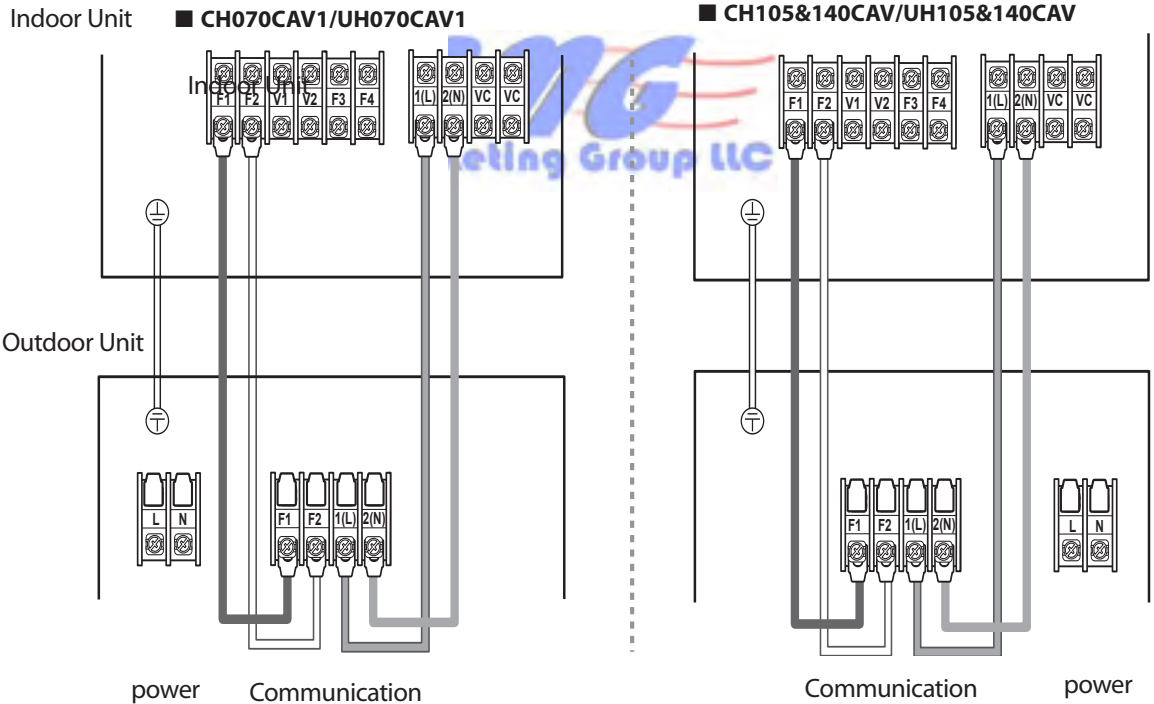 Indoor Unit
■ CH070CAV1/UH070CAV1
■ CH105&140CAV/UH105&140CAV
Indoor Unit
F1 F2 V1 V2 F3 F4
1(L) 2(N) VC VC
F1 F2 V1 V2 F3 F4
1(L) 2(N) VC VC
MG
eting Group LLC
Outdoor Unit
L N
F1 F2 1(L) 2(N)
F1 F2 1(L) 2(N)
L N
power
Communication
Communication
power